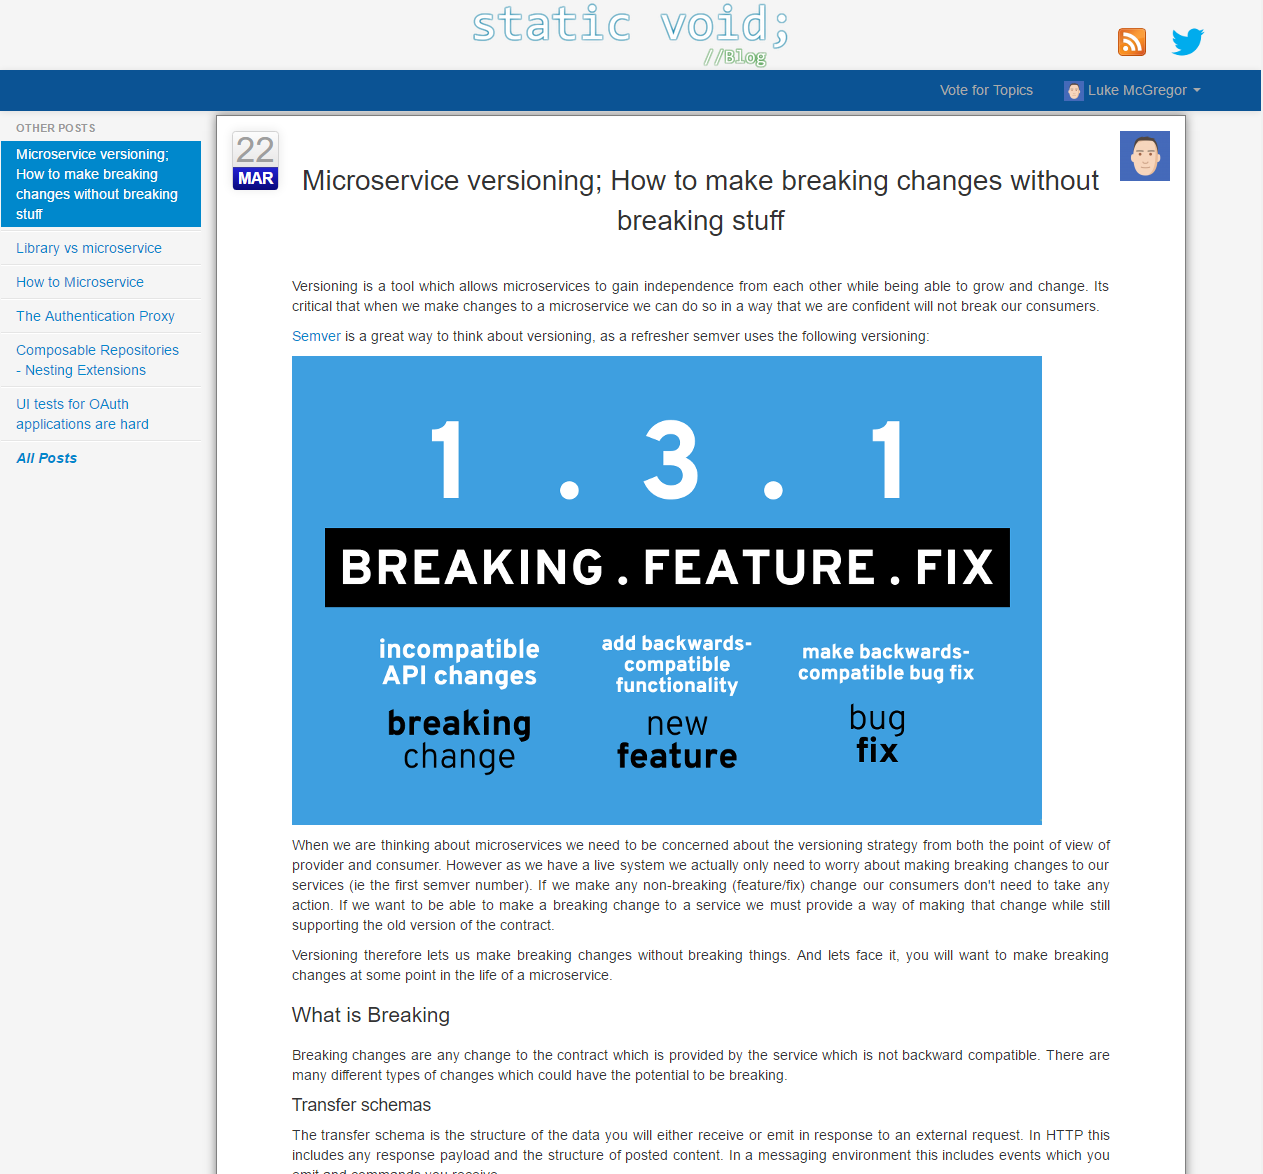 static void;
//Blog
Vote for Topics
Luke McGregor
OTHER POSTS
Microservice versioning;
How to make breaking
changes without breaking
stuff
Library vs microservice
How to Microservice
The Authentication Proxy
Composable Repositories
- Nesting Extensions
UI tests for OAuth
applications are hard
All Posts
22
MAR
Microservice versioning; How to make breaking changes without
breaking stuff
Versioning is a tool which allows microservices to gain independence from each other while being able to grow and change. Its
critical that when we make changes to a microservice we can do so in a way that we are confident will not break our consumers.
Semver is a great way to think about versioning, as a refresher semver uses the following versioning:
1 . 3 . 1
BREAKING . FEATURE . FIX
incompatible
API changes
breaking
change
add backwards-
compatible
functionality
new
feature
make backwards-
compatible bug fix
bug
fix
When we are thinking about microservices we need to be concerned about the versioning strategy from both the point of view of
provider and consumer. However as we have a live system we actually only need to worry about making breaking changes to our
services (ie the first semver number). If we make any non-breaking (feature/fix) change our consumers don't need to take any
action. If we want to be able to make a breaking change to a service we must provide a way of making that change while still
supporting the old version of the contract.
Versioning therefore lets us make breaking changes without breaking things. And lets face it, you will want to make breaking
changes at some point in the life of a microservice.
What is Breaking
Breaking changes are any change to the contract which is provided by the service which is not backward compatible. There are
many different types of changes which could have the potential to be breaking.
Transfer schemas
The transfer schema is the structure of the data you will either receive or emit in response to an external request. In HTTP this
includes any response payload and the structure of posted content. In a messaging environment this includes events which you
emit and commands you receive